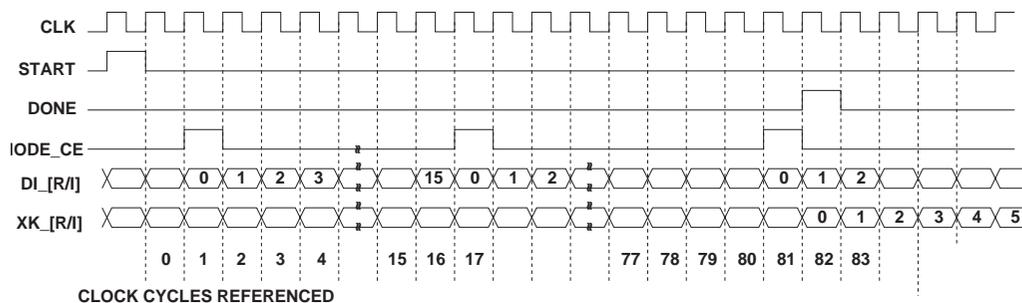 CLK
START
DONE
IODE_CE
DI_[R/I] 0 1 2 3 15 0 1 2 0 1 2
XK_[R/I] 0 1 2 3 4 5
0 1 2 3 4 15 16 17 77 78 79 80 81 82 83
CLOCK CYCLES REFERENCED